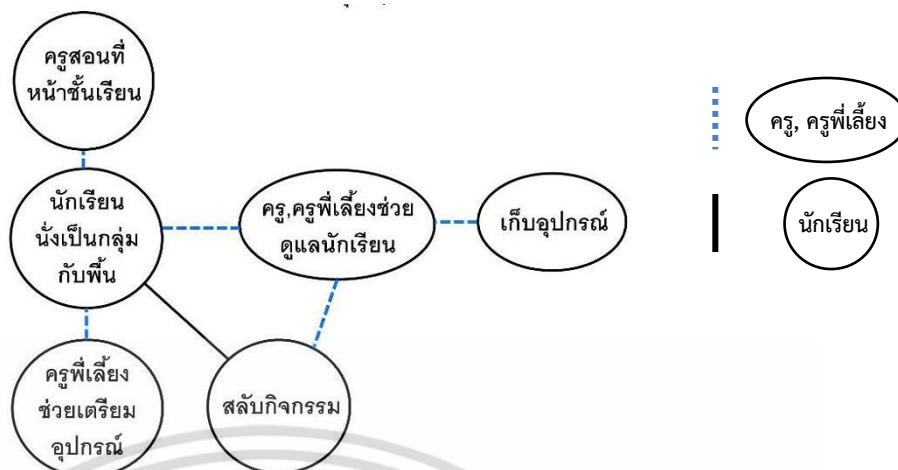 ครูสอนที่
หน้าชั้นเรียน
นักเรียน
นั่งเป็นกลุ่ม
กับพื้น
ครู,ครูพี่เลี้ยงช่วย
ดูแลนักเรียน
เก็บอุปกรณ์
ครูพี่เลี้ยง
ช่วยเตรียม
อุปกรณ์
สลับกิจกรรม
ครู, ครูพี่เลี้ยง
นักเรียน